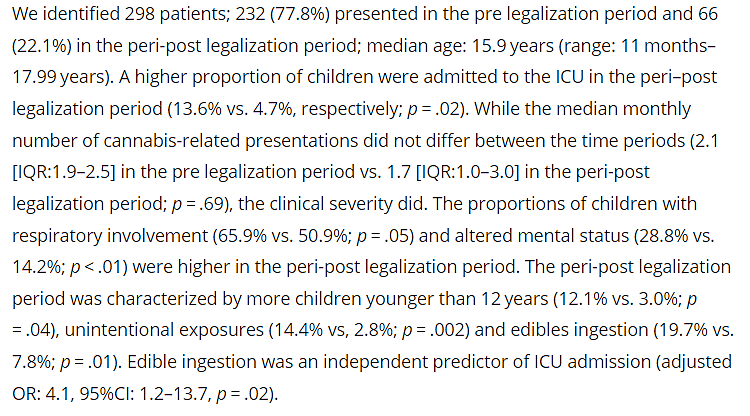 We identified 298 patients; 232 (77.8%) presented in the pre legalization period and 66
(22.1%) in the peri-post legalization period; median age: 15.9 years (range: 11 months–
17.99 years). A higher proportion of children were admitted to the ICU in the peri–post
legalization period (13.6% vs. 4.7%, respectively; p = .02). While the median monthly
number of cannabis-related presentations did not differ between the time periods (2.1
[IQR:1.9–2.5] in the pre legalization period vs. 1.7 [IQR:1.0–3.0] in the peri-post
legalization period; p = .69), the clinical severity did. The proportions of children with
respiratory involvement (65.9% vs. 50.9%; p = .05) and altered mental status (28.8% vs.
14.2%; p < .01) were higher in the peri-post legalization period. The peri-post legalization
period was characterized by more children younger than 12 years (12.1% vs. 3.0%; p
= .04), unintentional exposures (14.4% vs, 2.8%; p = .002) and edibles ingestion (19.7% vs.
7.8%; p = .01). Edible ingestion was an independent predictor of ICU admission (adjusted
OR: 4.1, 95%CI: 1.2–13.7, p = .02).